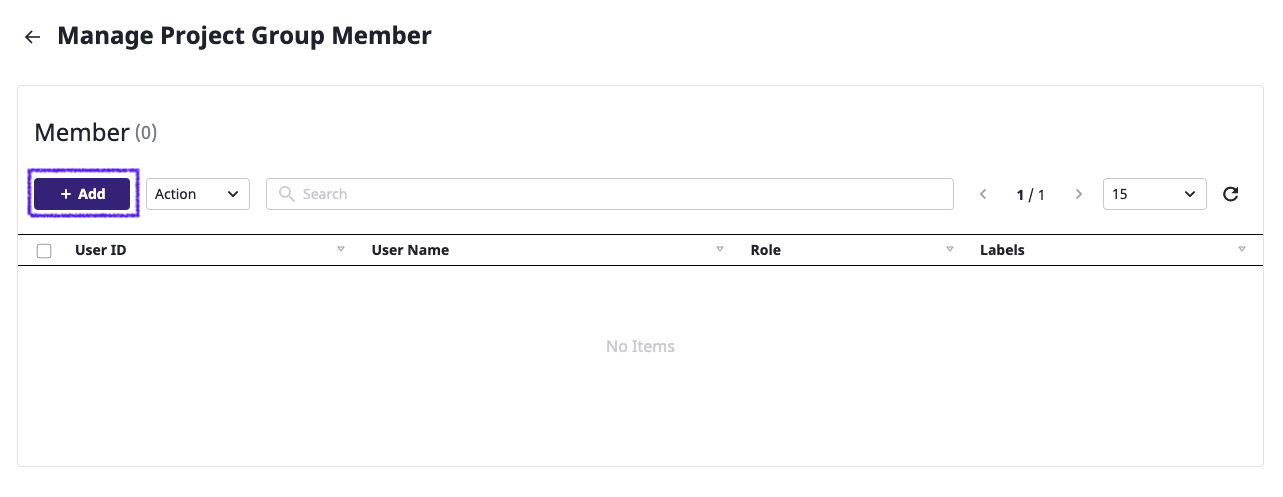 Manage Project Group Member
Member (0)
+ Add Action Search 1 / 1 15
User ID User Name Role Labels
No Items